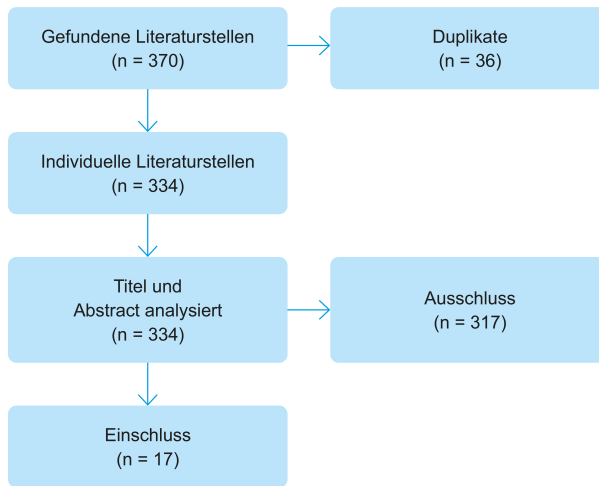 Gefundene Literaturstellen
(n = 370)
Duplikate
(n = 36)
Individuelle Literaturstellen
(n = 334)
Titel und
Abstract analysiert
(n = 334)
Ausschluss
(n = 317)
Einschluss
(n = 17)